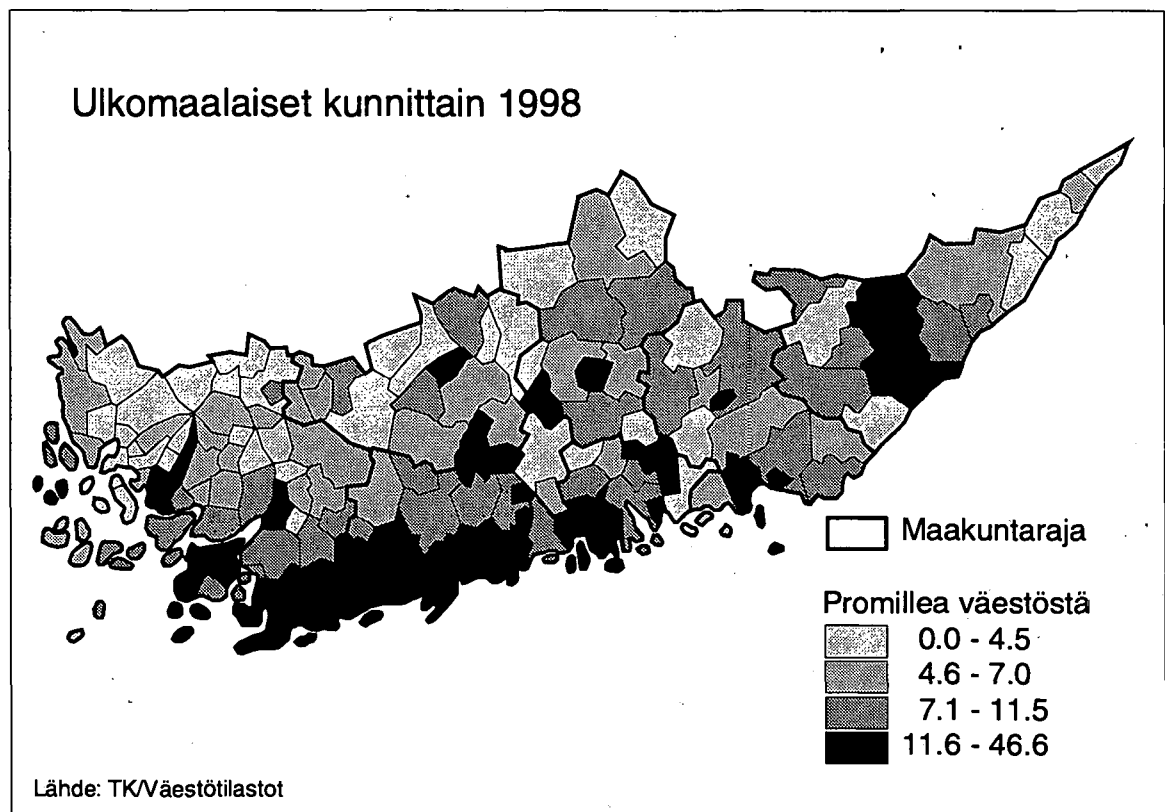 Ulkomaalaiset kunnittain 1998
Maakuntaraja
Promillea väestöstä
0.0 - 4.5
4.6 - 7.0
7.1 - 11.5
11.6 - 46.6
Lähde: TK/Väestötilastot